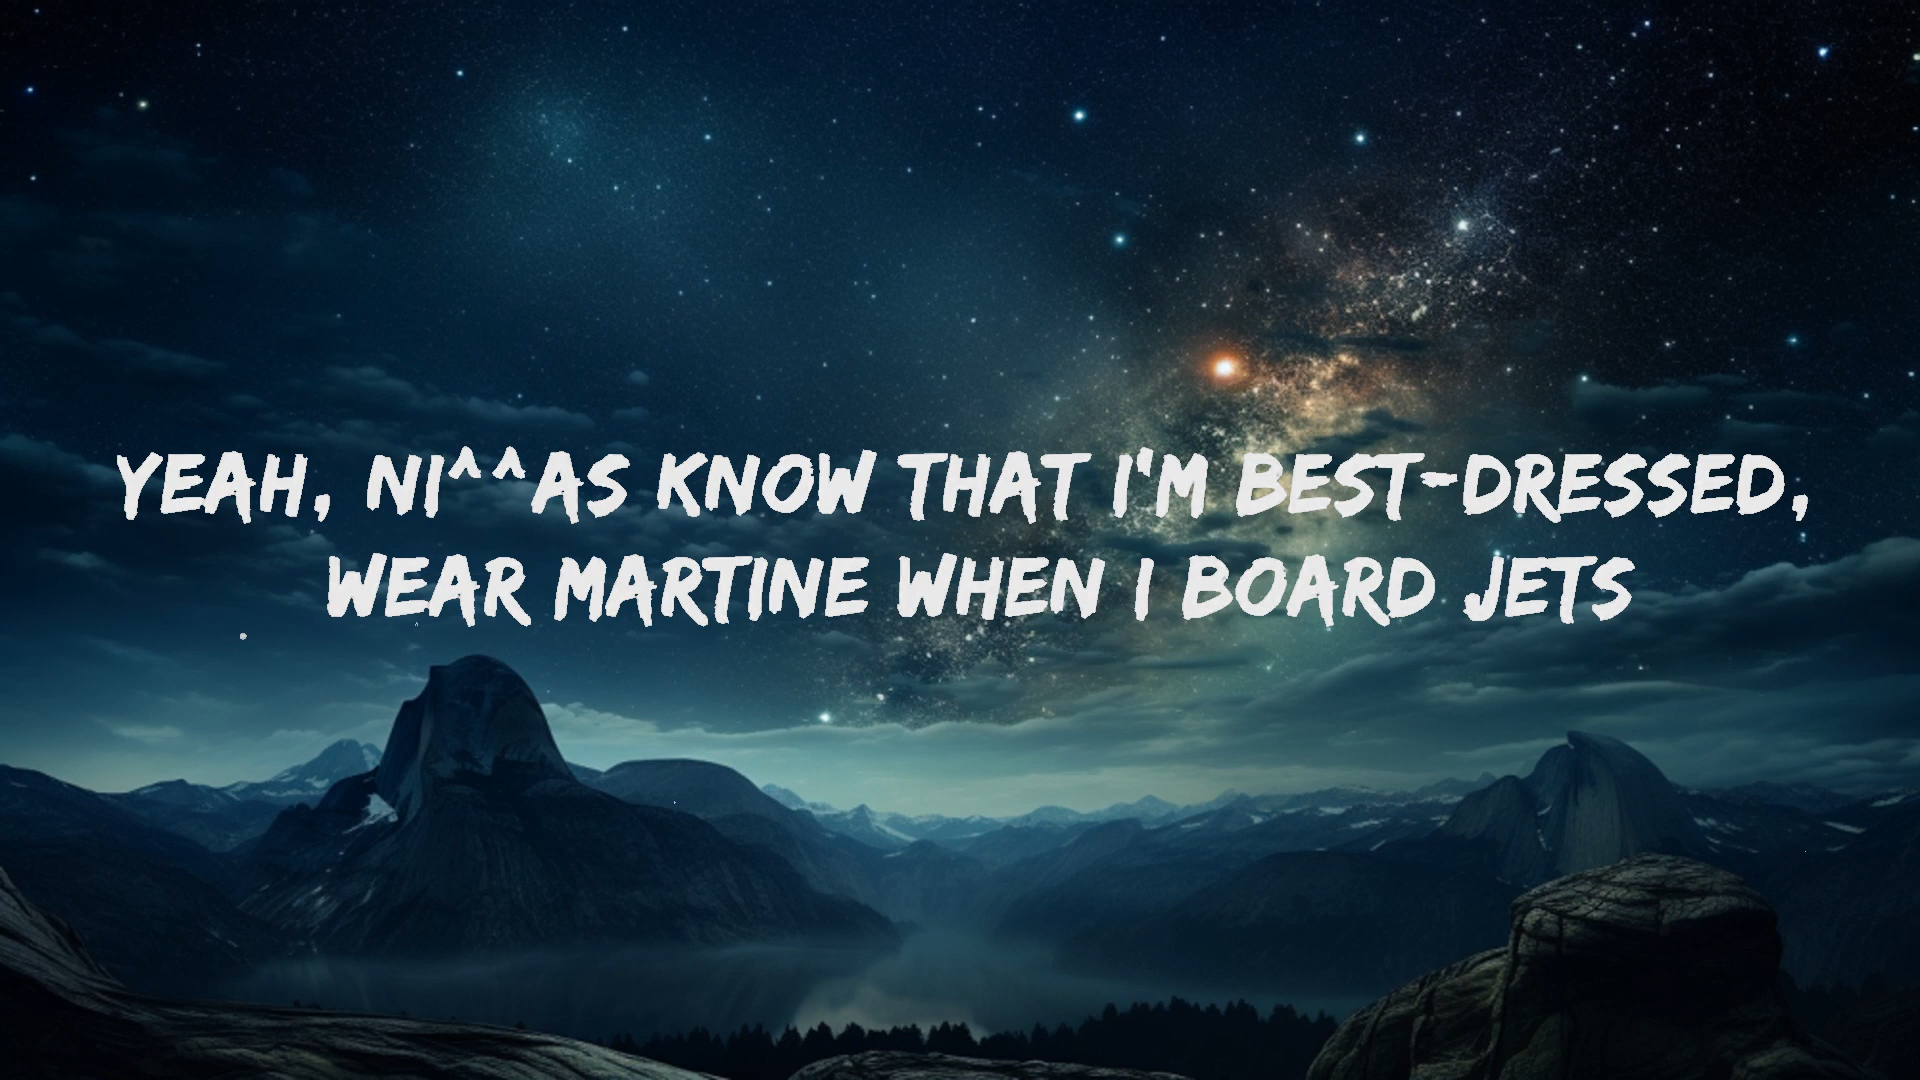 YEAH, NI^^AS KNOW THAT I'M BEST-DRESSED,
WEAR MARTINE WHEN I BOARD JETS